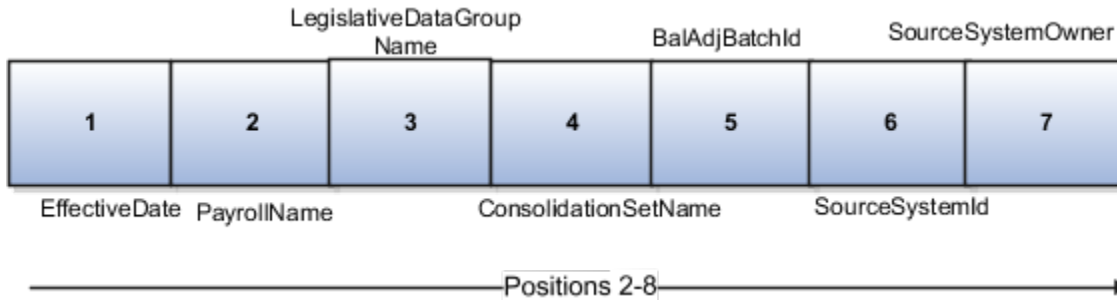 LegislativeDataGroup
Name
BalAdjBatchId
SourceSystemOwner
1
2
3
4
5
6
7
EffectiveDate
PayrollName
ConsolidationSetName
SourceSystemId
Positions 2-8